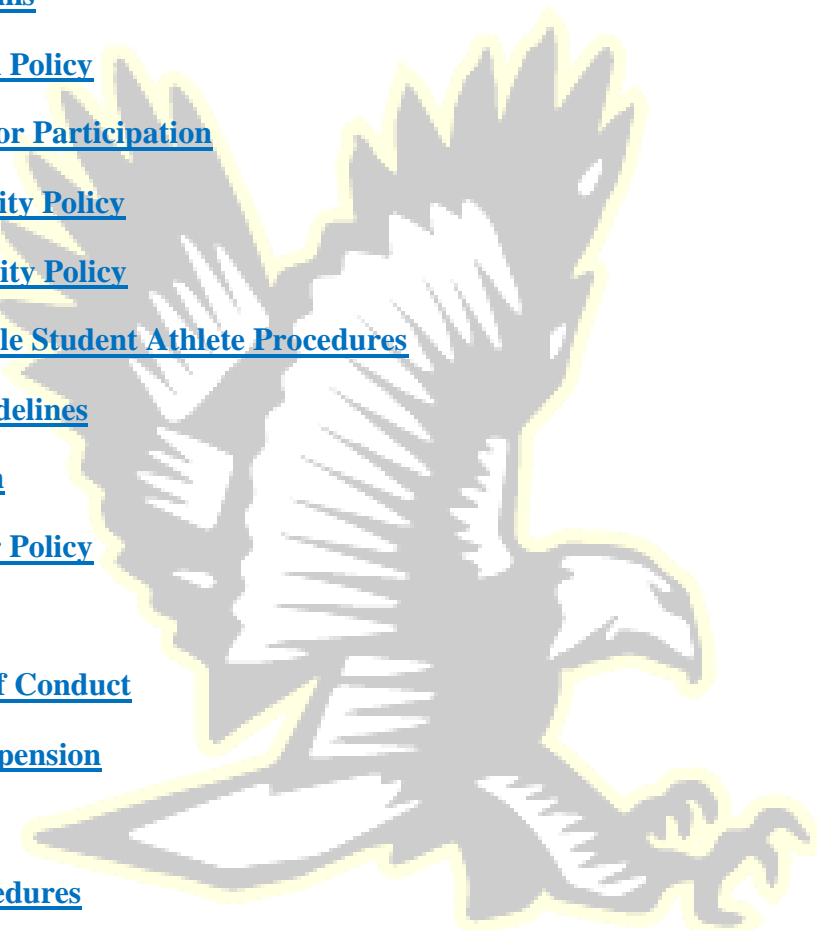 Policy
or Participation
ity Policy
ity Policy
le Student Athlete Procedures
delines
Policy
f Conduct
pension
edures